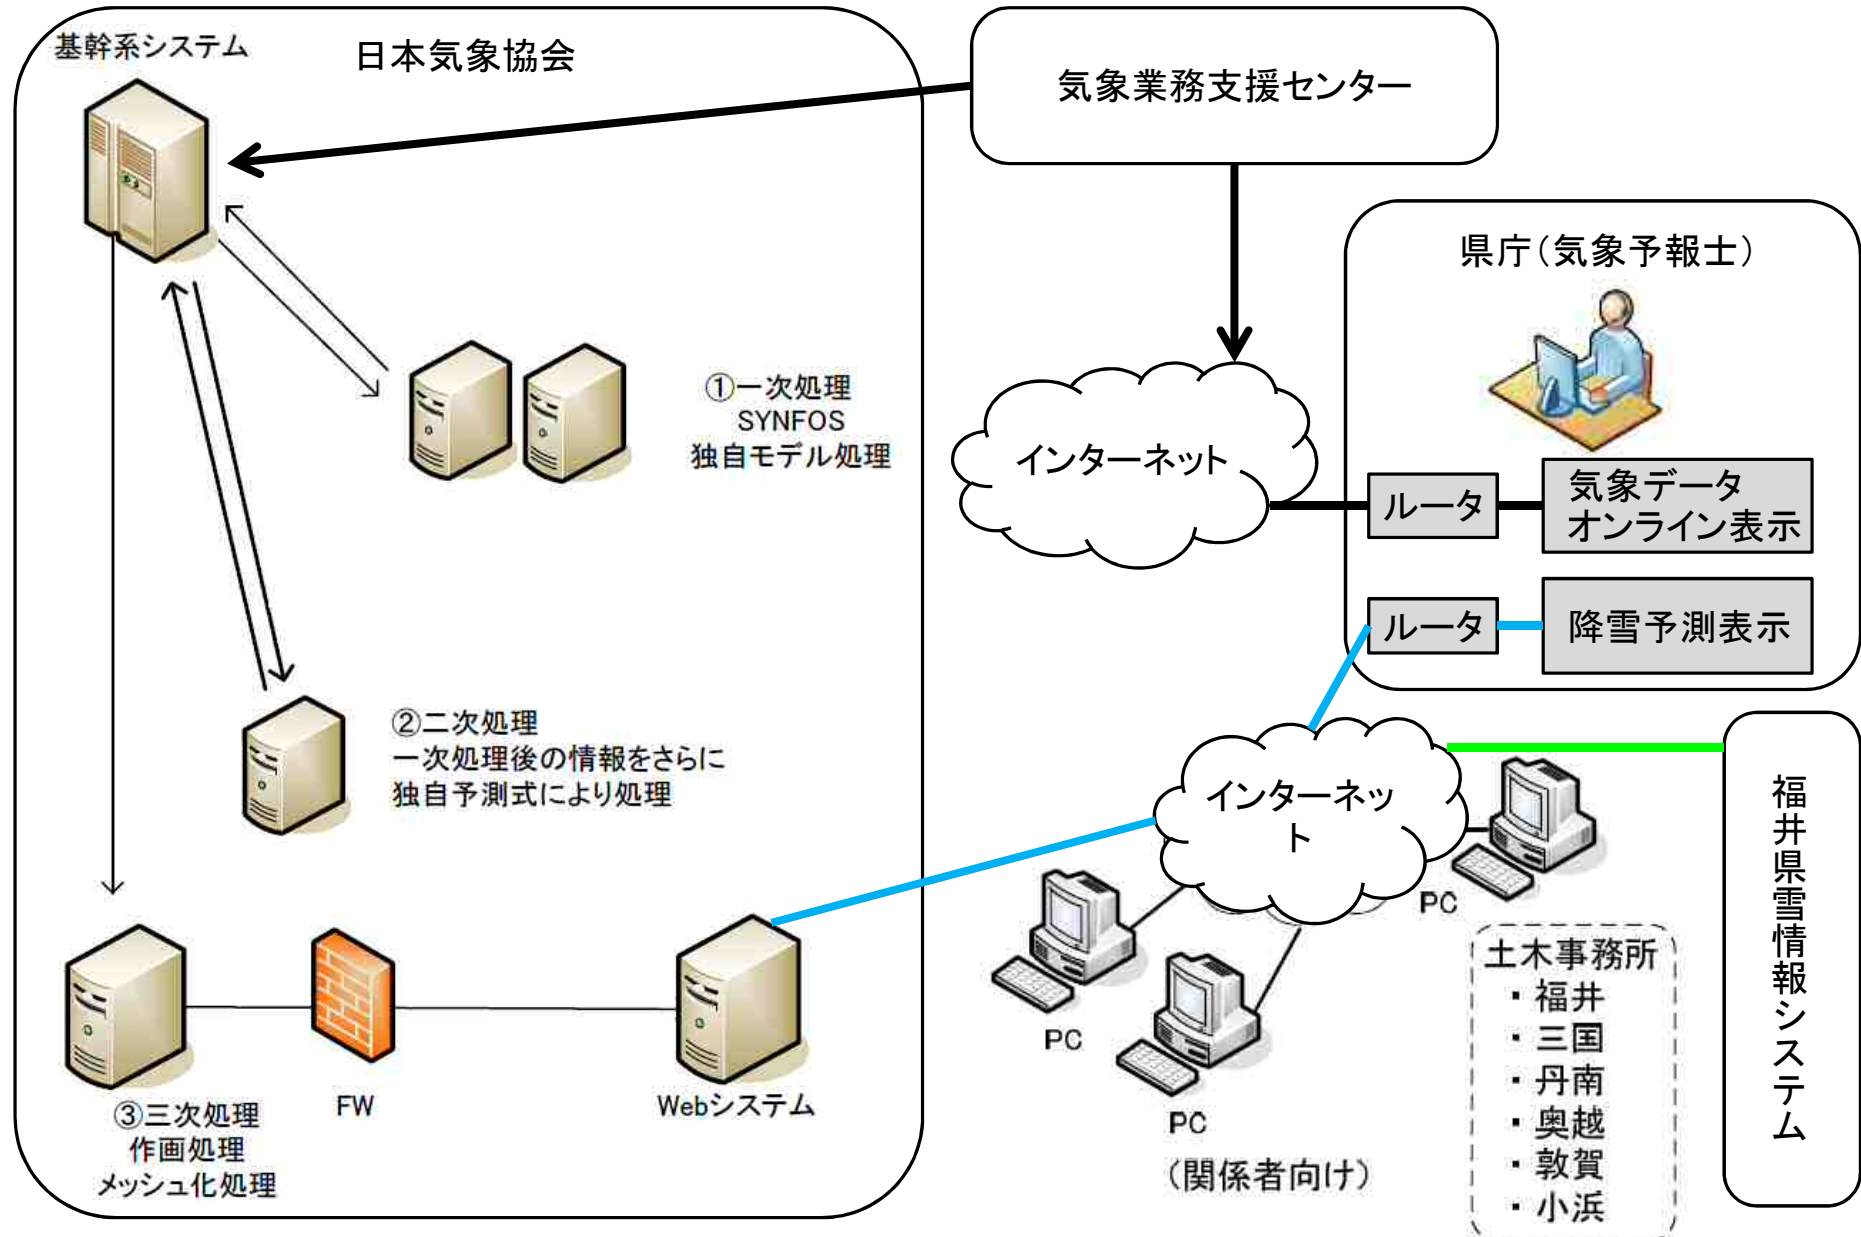 基幹系システム
日本気象協会
気象業務支援センター
県庁(気象予報士)
①一次処理
SYNFOS
独自モデル処理
インターネット
ルータ
気象データ
オンライン表示
ルータ
降雪予測表示
②二次処理
一次処理後の情報をさらに
独自予測式により処理
インターネッ
ト
PC
PC
PC
(関係者向け)
土木事務所
・福井
・三国
・丹南
・奥越
・敦賀
・小浜
福井県雪情報システム
③三次処理
作画処理
メッシュ化処理
FW
Webシステム